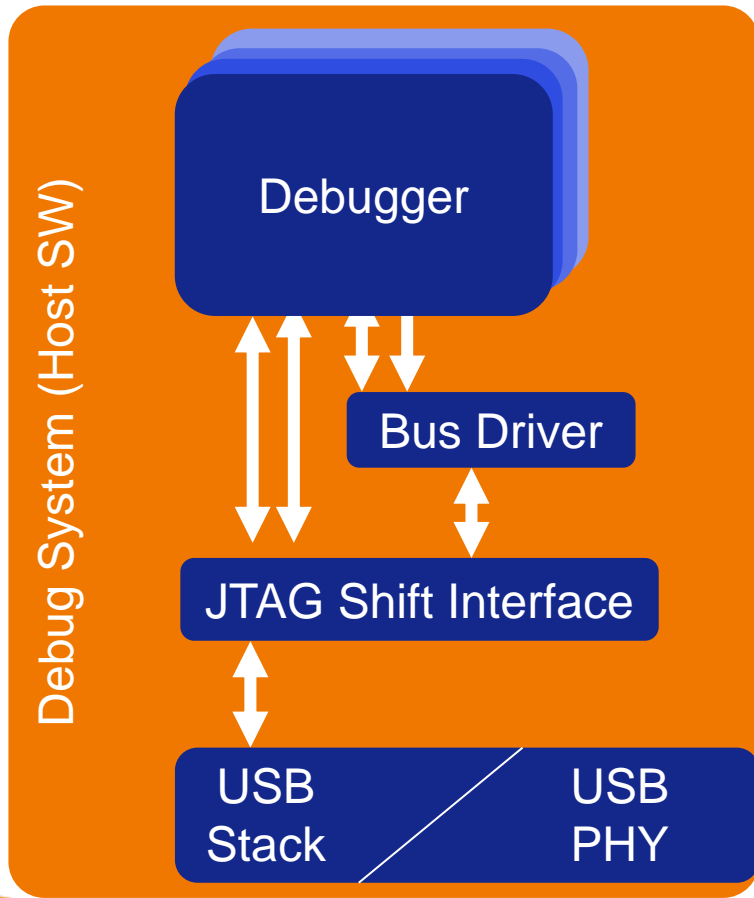 Debug System (Host SW)
Debugger
Bus Driver
JTAG Shift Interface
USB
Stack
USB
PHY